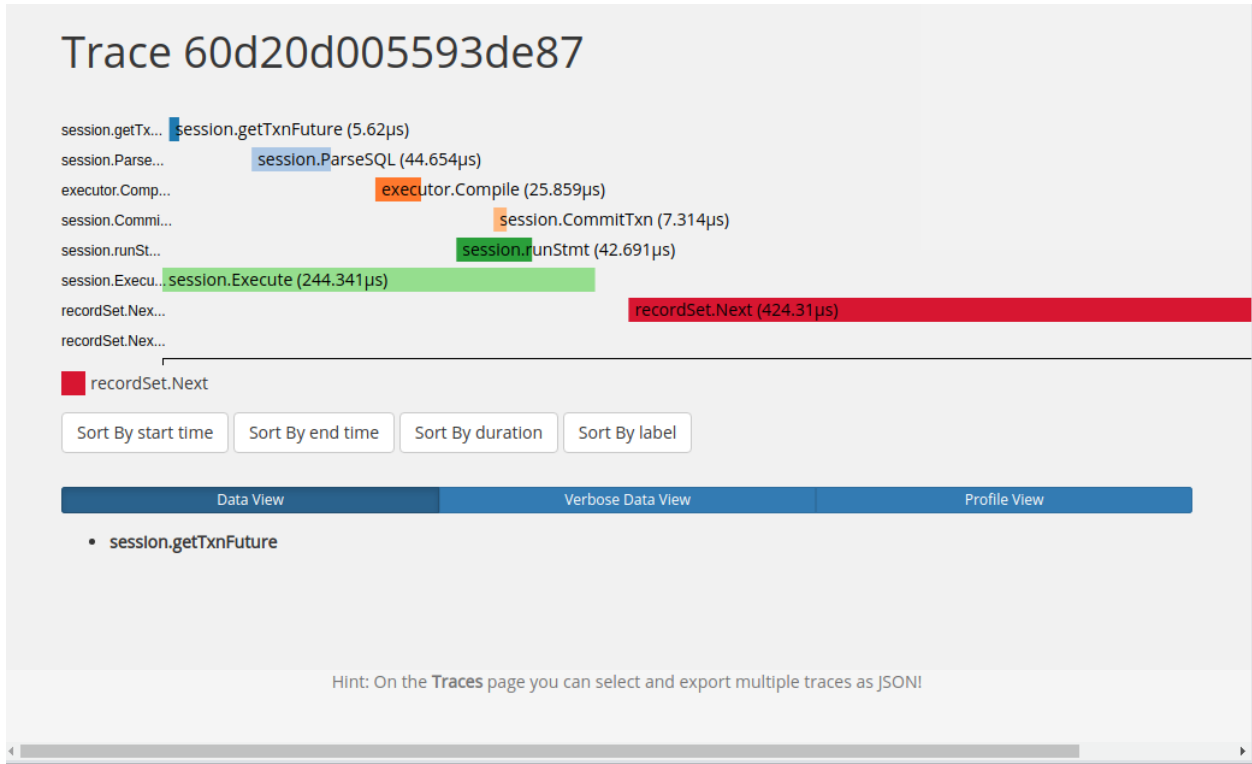 Trace 60d20d005593de87
session.getTx... session.getTxnFuture (5.62µs)
session.Parse... session.ParseSQL (44.654µs)
executor.Comp... executor.Compile (25.859µs)
session.Commi... session.CommitTxn (7.314µs)
session.runSt... session.runStmt (42.691µs)
session.Execu... session.Execute (244.341µs)
recordSet.Nex... recordSet.Next (424.31µs)
recordSet.Nex...
recordSet.Next
Sort By start time Sort By end time Sort By duration Sort By label
Data View Verbose Data View Profile View
• session.getTxnFuture
Hint: On the Traces page you can select and export multiple traces as JSON!